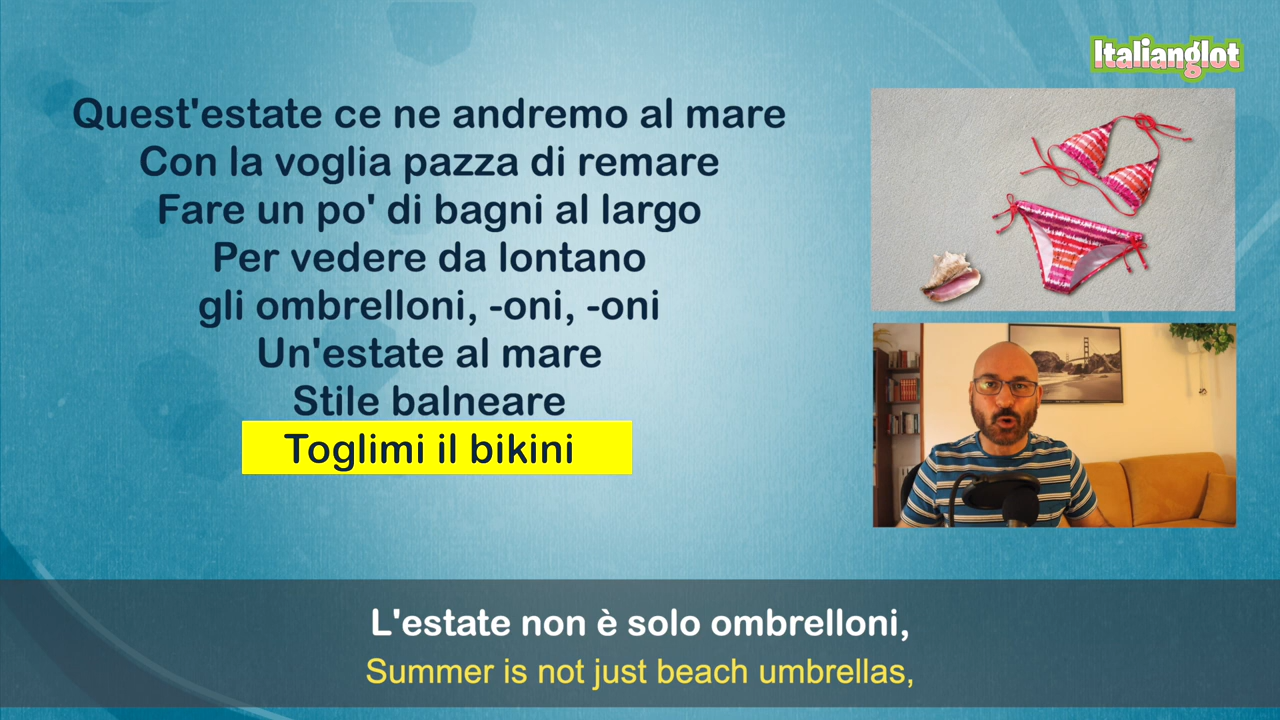 Italianglot
Quest'estate ce ne andremo al mare
Con la voglia pazza di remare
Fare un po' di bagni al largo
Per vedere da lontano
gli ombrelloni, -oni, -oni
Un'estate al mare
Stile balneare
Toglimi il bikini
L'estate non è solo ombrelloni,
Summer is not just beach umbrellas,